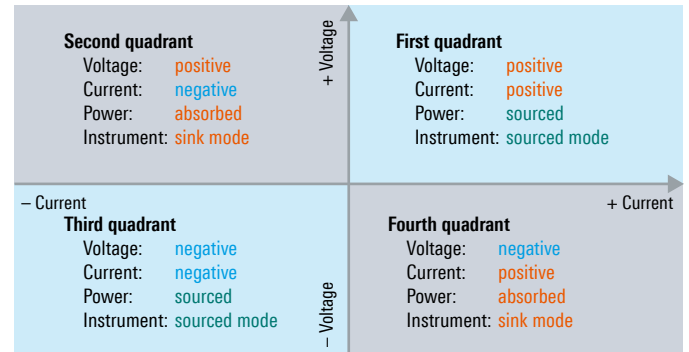 Second quadrant
Voltage: positive
Current: negative
Power: absorbed
Instrument: sink mode
+ Voltage
First quadrant
Voltage: positive
Current: positive
Power: sourced
Instrument: sourced mode
– Current
+ Current
Third quadrant
Voltage: negative
Current: negative
Power: sourced
Instrument: sourced mode
– Voltage
Fourth quadrant
Voltage: negative
Current: positive
Power: absorbed
Instrument: sink mode